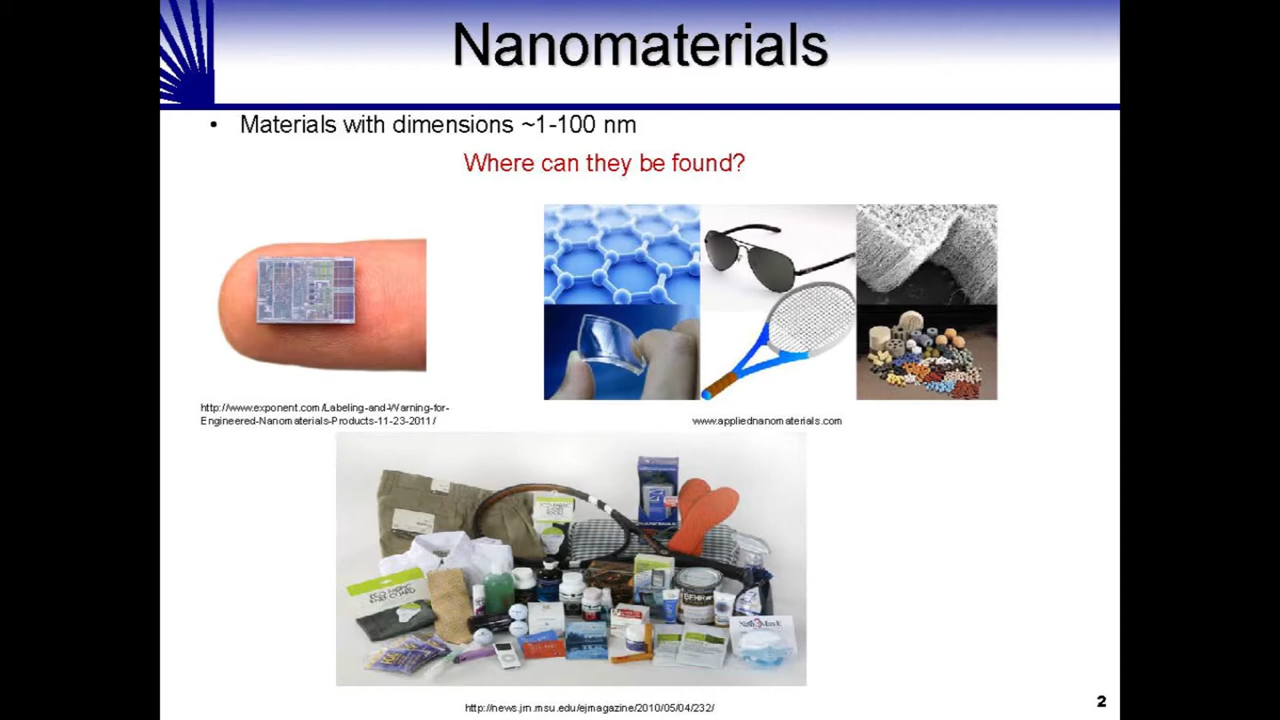 Nanomaterials
• Materials with dimensions ~1-100 nm
Where can they be found?
http://www.exponent.com/Labeling-and-Warning-for-
Engineered-Nanomaterials-Products-11-23-2011/
www.appliednanomaterials.com
http://news.jrn.msu.edu/ejmagazine/2010/05/04/232/
2